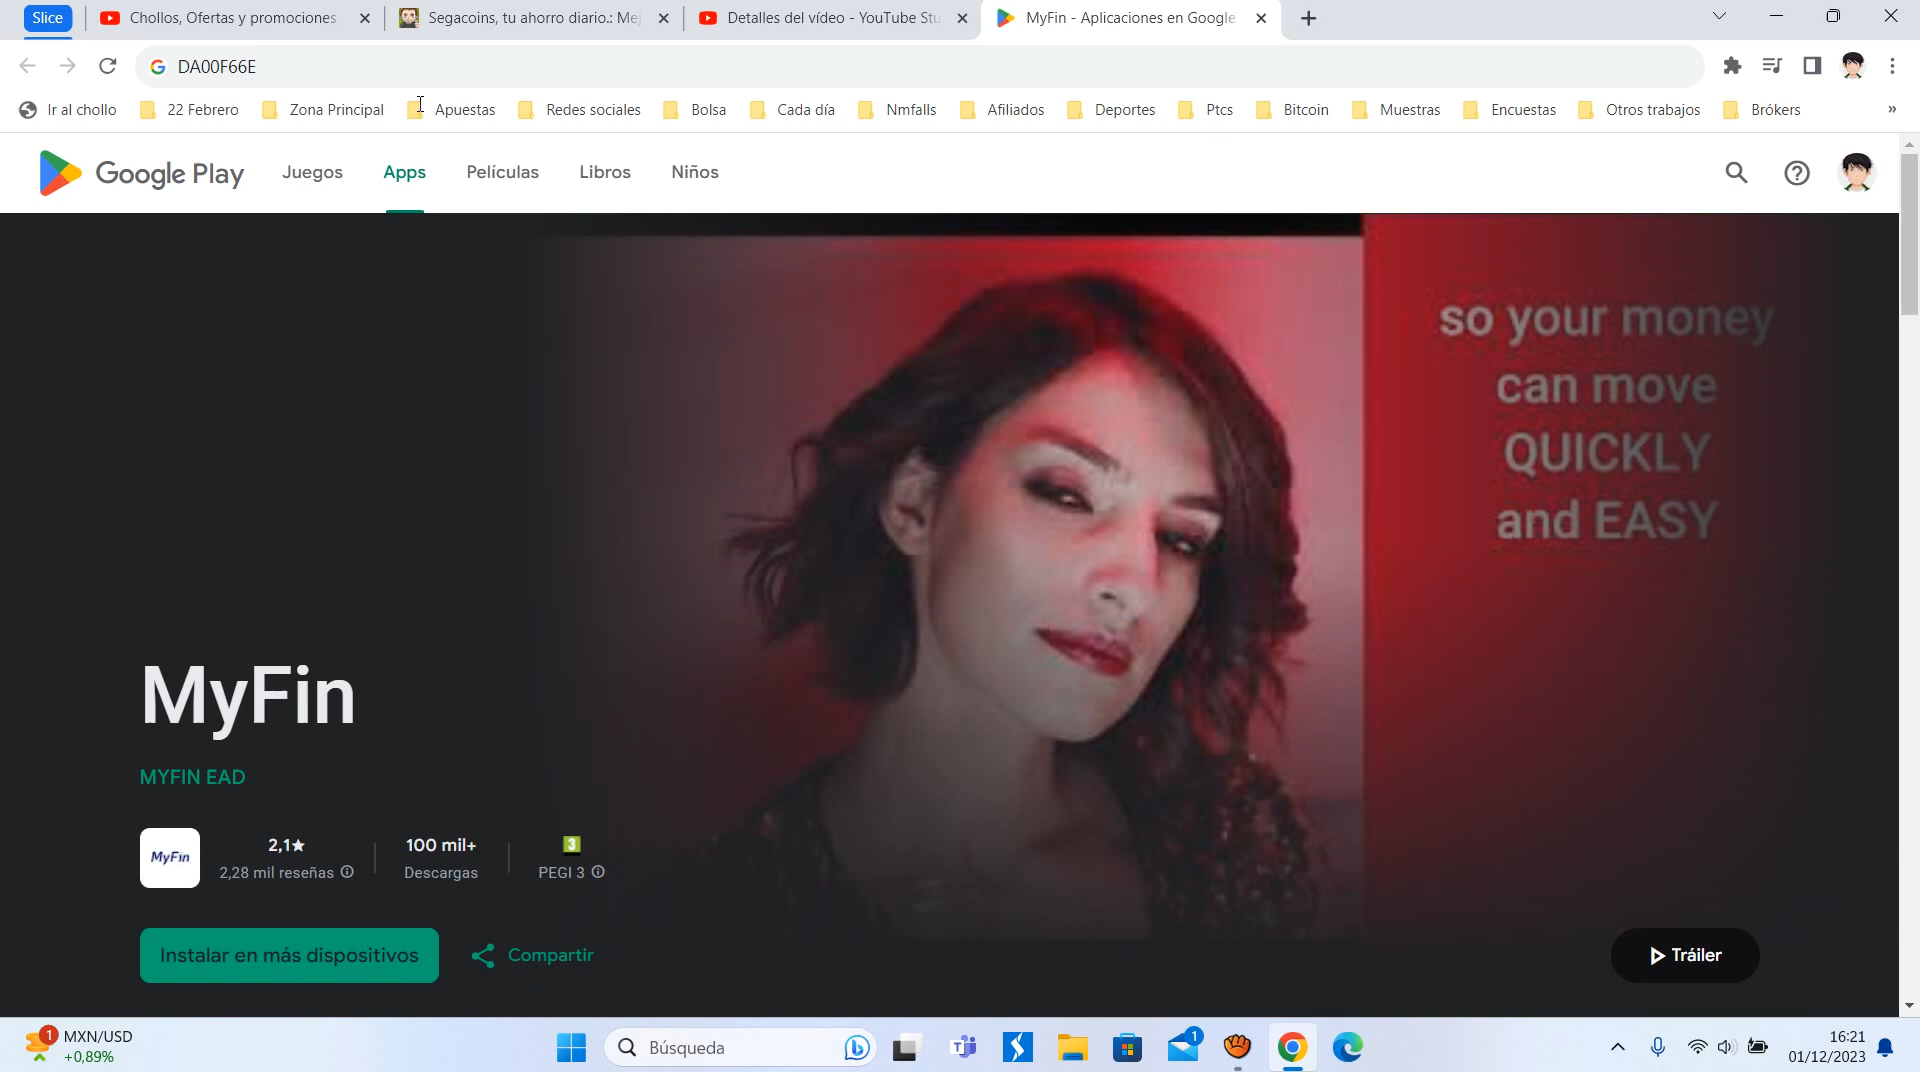 Slice
Chollos, Ofertas y promociones
Segacoins, tu ahorro diario.: Me
Detalles del vídeo - YouTube Stu
MyFin - Aplicaciones en Google
DA00F66E
Ir al chollo
22 Febrero
Zona Principal
Apuestas
Redes sociales
Bolsa
Cada día
Nmfalls
Afiliados
Deportes
Ptcs
Bitcoin
Muestras
Encuestas
Otros trabajos
Brókers
»
Google Play
Juegos
Apps
Películas
Libros
Niños
so your money
can move
QUICKLY
and EASY
MyFin
MYFIN EAD
MyFin
2,1★
2,28 mil reseñas
100 mil+
Descargas
3
PEGI 3
Instalar en más dispositivos
Compartir
Tráiler
1
MXN/USD
+0,89%
Búsqueda
1
16:21
01/12/2023